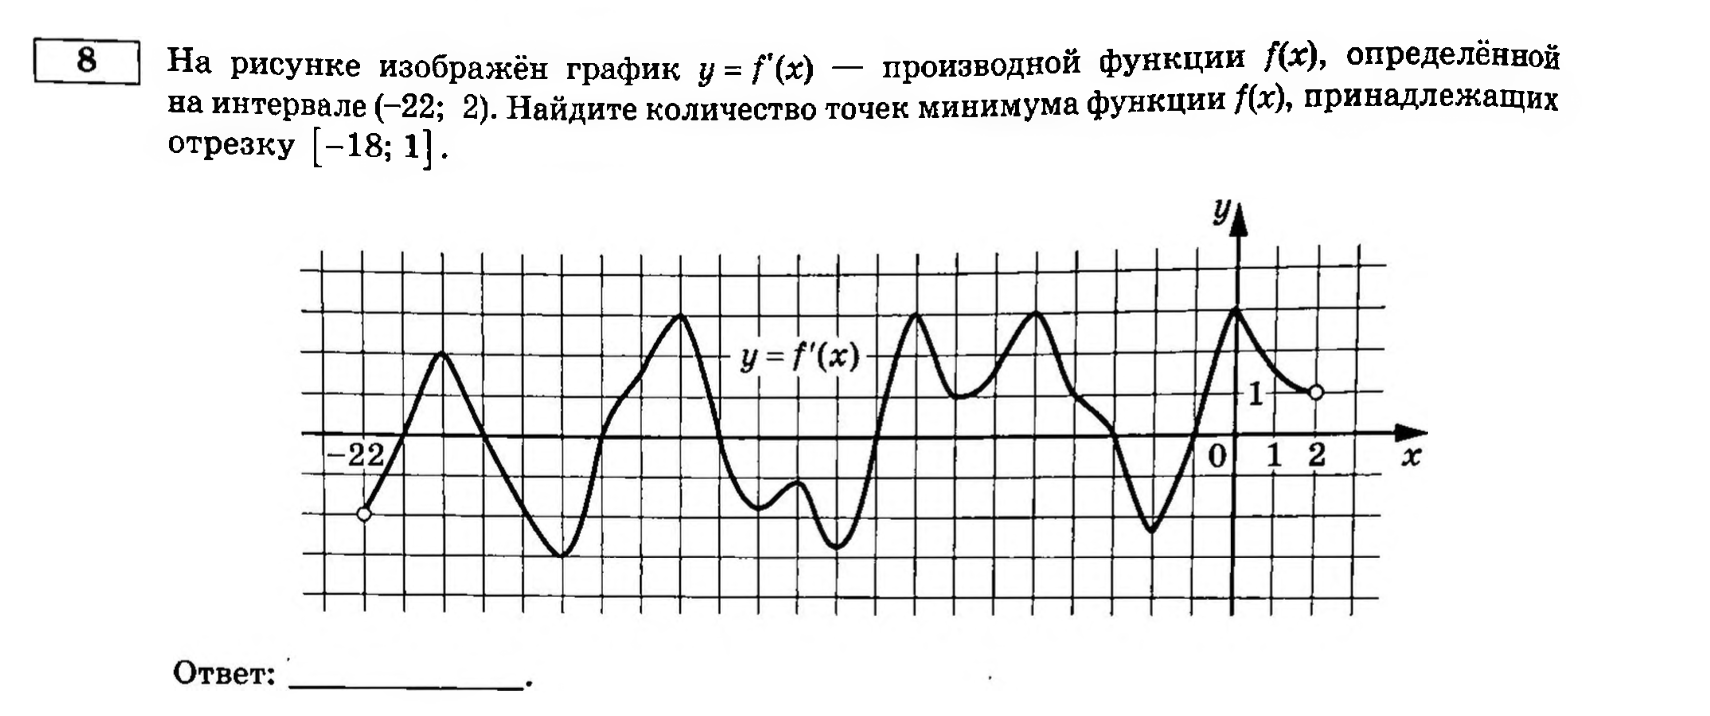 8
На рисунке изображён график y = f'(x) — производной функции f(x), определённой
на интервале (−22; 2). Найдите количество точек минимума функции f(x), принадлежащих
отрезку [−18; 1].
y
y = f'(x)
1
−22
0
1
2
x
Ответ: ____________.